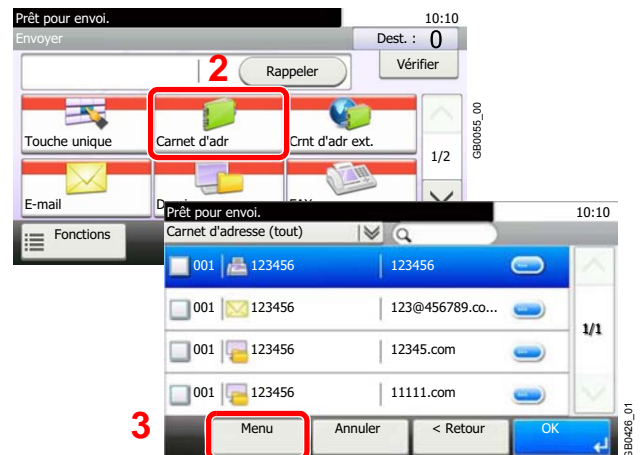 Prêt pour envoi. 10:10
Envoyer Dest. : 0
2 Rappeler Vérifier
Touche unique Carnet d'adr Crnt d'adr ext.
1/2
E-mail
Fonctions
GB0055_00
Prêt pour envoi. 10:10
Carnet d'adresse (tout)
001 123456 123456
001 123456 123@456789.co...
1/1
001 123456 12345.com
001 123456 11111.com
3 Menu Annuler < Retour OK
GB0426_01